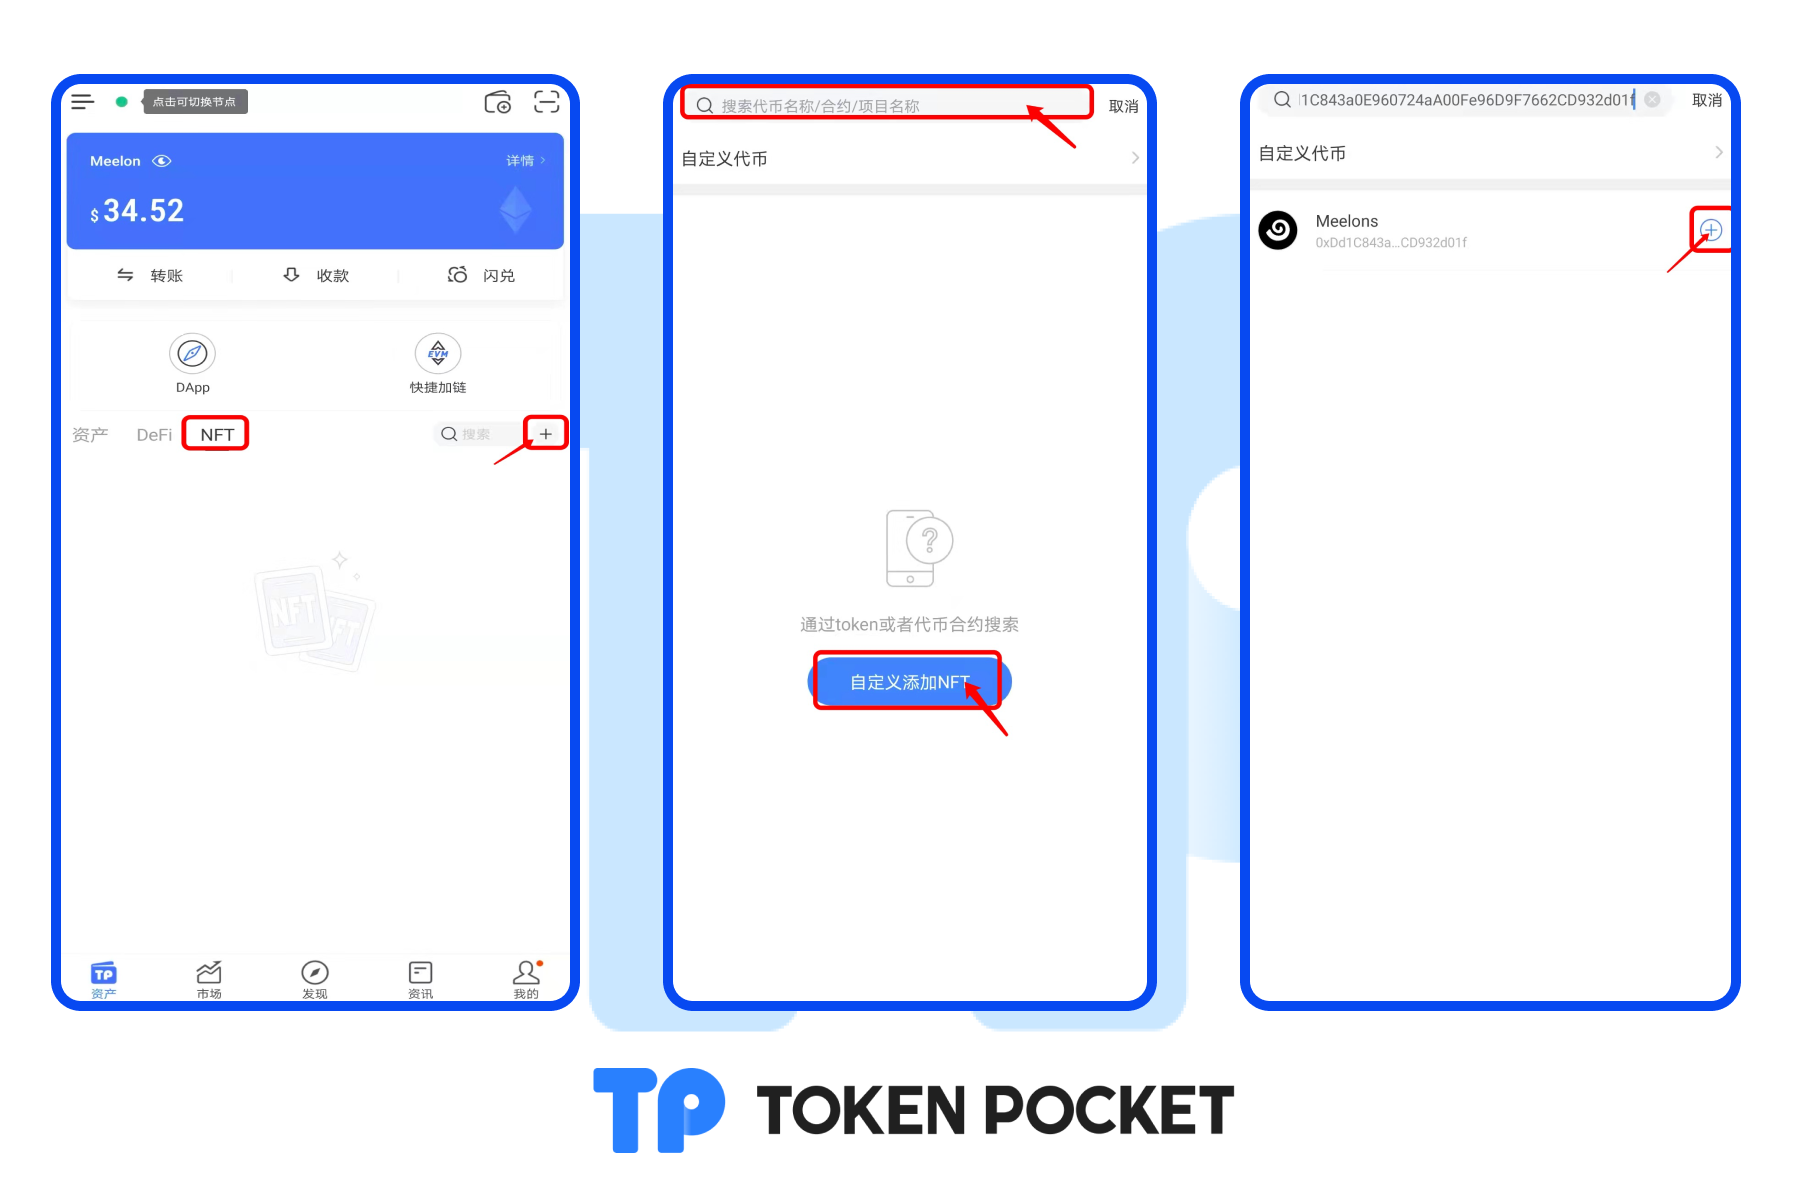 点击可切换节点
Meelon
详情
$ 34.52
转账
收款
闪兑
EVM
DApp
快捷加链
资产
DeFi
NFT
搜索
NFT
TP
资产
市场
发现
资讯
我的
搜索代币名称/合约/项目名称
取消
自定义代币
?
通过token或者代币合约搜索
自定义添加NFT
1C843a0E960724aA00Fe96D9F7662CD932d01f
取消
自定义代币
Meelons
0xDd1C843a...CD932d01f
TP TOKEN POCKET